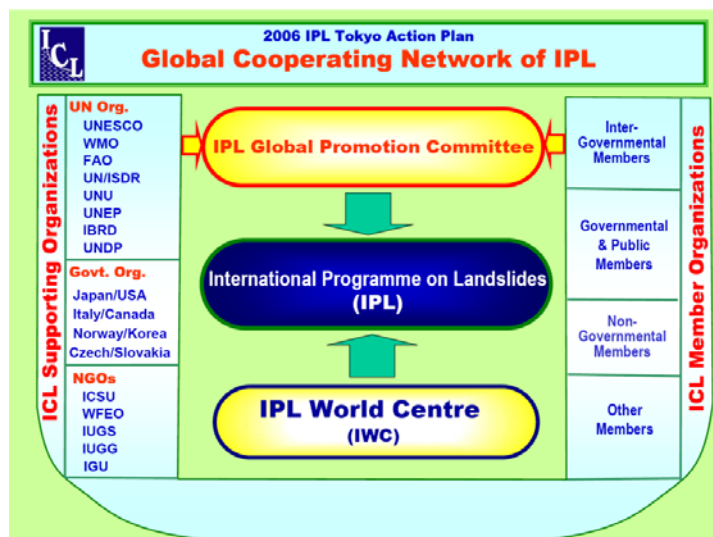 ICL
2006 IPL Tokyo Action Plan
Global Cooperating Network of IPL
ICL Supporting Organizations
UN Org.
UNESCO
WMO
FAO
UN/ISDR
UNU
UNEP
IBRD
UNDP
Govt. Org.
Japan/USA
Italy/Canada
Norway/Korea
Czech/Slovakia
NGOs
ICSU
WFEO
IUGS
IUGG
IGU
IPL Global Promotion Committee
International Programme on Landslides
(IPL)
IPL World Centre
(IWC)
Inter-
Governmental
Members
Governmental
& Public
Members
Non-
Governmental
Members
Other
Members
ICL Member Organizations